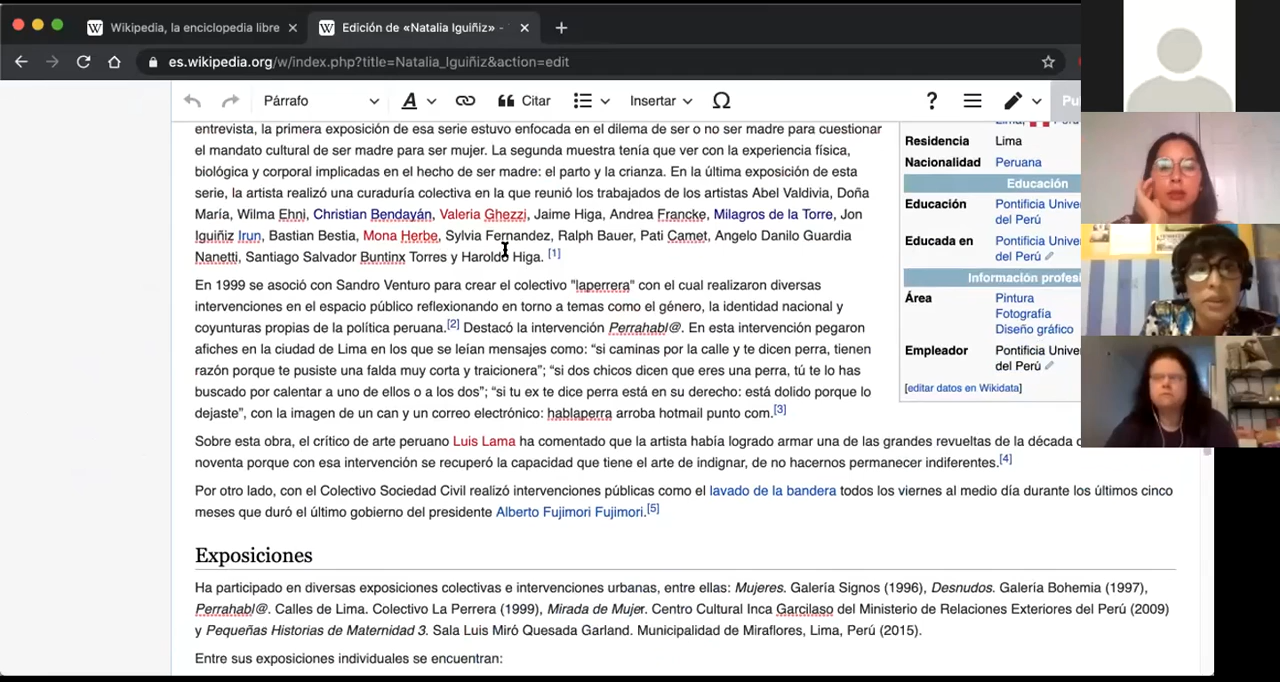 Wikipedia, la enciclopedia libre
Edición de «Natalia Iguiñiz» -
es.wikipedia.org/w/index.php?title=Natalia_Iguiñiz&action=edit
Párrafo
A
Citar
Insertar
Ω
?
entrevista, la primera exposición de esa serie estuvo enfocada en el dilema de ser o no ser madre para cuestionar
el mandato cultural de ser madre para ser mujer. La segunda muestra tenía que ver con la experiencia física,
biológica y corporal implicadas en el hecho de ser madre: el parto y la crianza. En la última exposición de esta
serie, la artista realizó una curaduría colectiva en la que reunió los trabajados de los artistas Abel Valdivia, Doña
María, Wilma Ehni, Christian Bendayán, Valeria Ghezzi, Jaime Higa, Andrea Francke, Milagros de la Torre, Jon
Iguiñiz Irun, Bastian Bestia, Mona Herbe, Sylvia Fernandez, Ralph Bauer, Pati Camet, Angelo Danilo Guardia
Nanetti, Santiago Salvador Buntinx Torres y Haroldo Higa. [1]
En 1999 se asoció con Sandro Venturo para crear el colectivo "laperrera" con el cual realizaron diversas
intervenciones en el espacio público reflexionando en torno a temas como el género, la identidad nacional y
coyunturas propias de la política peruana.[2] Destacó la intervención Perrahabl@. En esta intervención pegaron
afiches en la ciudad de Lima en los que se leían mensajes como: “si caminas por la calle y te dicen perra, tienen
razón porque te pusiste una falda muy corta y traicionera”; “si dos chicos dicen que eres una perra, tú te lo has
buscado por calentar a uno de ellos o a los dos”; “si tu ex te dice perra está en su derecho: está dolido porque lo
dejaste”, con la imagen de un can y un correo electrónico: hablaperra arroba hotmail punto com.[3]
Sobre esta obra, el crítico de arte peruano Luis Lama ha comentado que la artista había logrado armar una de las grandes revueltas de la década
noventa porque con esa intervención se recuperó la capacidad que tiene el arte de indignar, de no hacernos permanecer indiferentes.[4]
Por otro lado, con el Colectivo Sociedad Civil realizó intervenciones públicas como el lavado de la bandera todos los viernes al medio día durante los últimos cinco
meses que duró el último gobierno del presidente Alberto Fujimori Fujimori.[5]
Exposiciones
Ha participado en diversas exposiciones colectivas e intervenciones urbanas, entre ellas: Mujeres. Galería Signos (1996), Desnudos. Galería Bohemia (1997),
Perrahabl@. Calles de Lima. Colectivo La Perrera (1999), Mirada de Mujer. Centro Cultural Inca Garcilaso del Ministerio de Relaciones Exteriores del Perú (2009)
y Pequeñas Historias de Maternidad 3. Sala Luis Miró Quesada Garland. Municipalidad de Miraflores, Lima, Perú (2015).
Entre sus exposiciones individuales se encuentran:
Residencia Lima
Nacionalidad Peruana
Educación
Educación Pontificia
del Perú
Educada en Pontificia
del Perú
Área Pintura
Información
Fotografía
Diseño gráfico
Empleador Pontificia
del Perú
[editar datos en Wikidata]